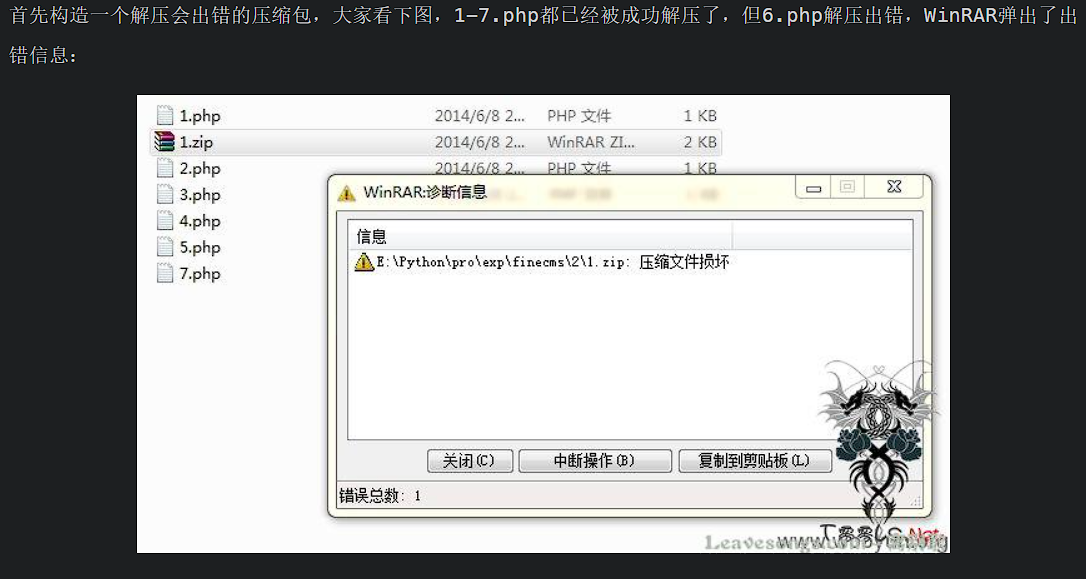 首先构造一个解压会出错的压缩包，大家看下图，1-7.php都已经被成功解压了，但6.php解压出错，WinRAR弹出了出
错信息：
1.php 2014/6/8 2... PHP 文件 1 KB
1.zip 2014/6/8 2... WinRAR ZI... 2 KB
2.php 2014/6/8 2... PHP 文件 1 KB
3.php
4.php
5.php
7.php
WinRAR:诊断信息
信息
E:\Python\pro\exp\finecms\2\1.zip: 压缩文件损坏
关闭(C) 中断操作(B) 复制到剪贴板(L)
错误总数: 1